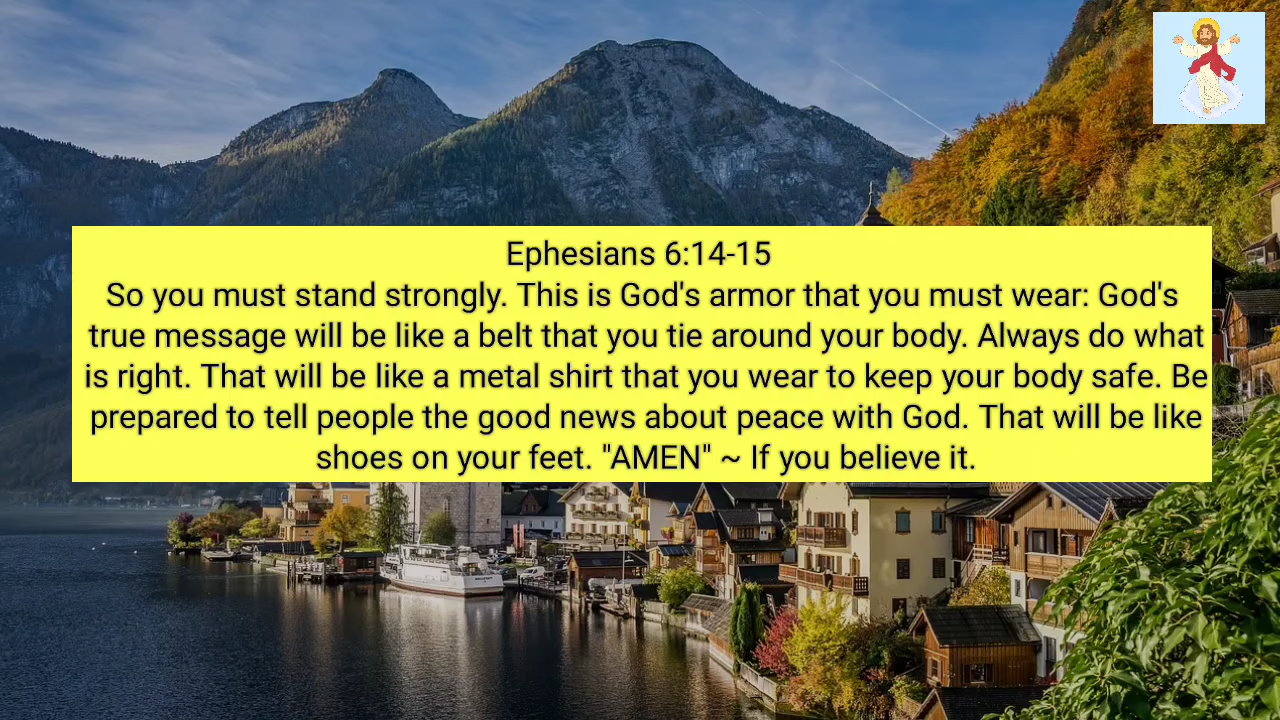 Ephesians 6:14-15
So you must stand strongly. This is God's armor that you must wear: God's
true message will be like a belt that you tie around your body. Always do what
is right. That will be like a metal shirt that you wear to keep your body safe. Be
prepared to tell people the good news about peace with God. That will be like
shoes on your feet. "AMEN" ~ If you believe it.